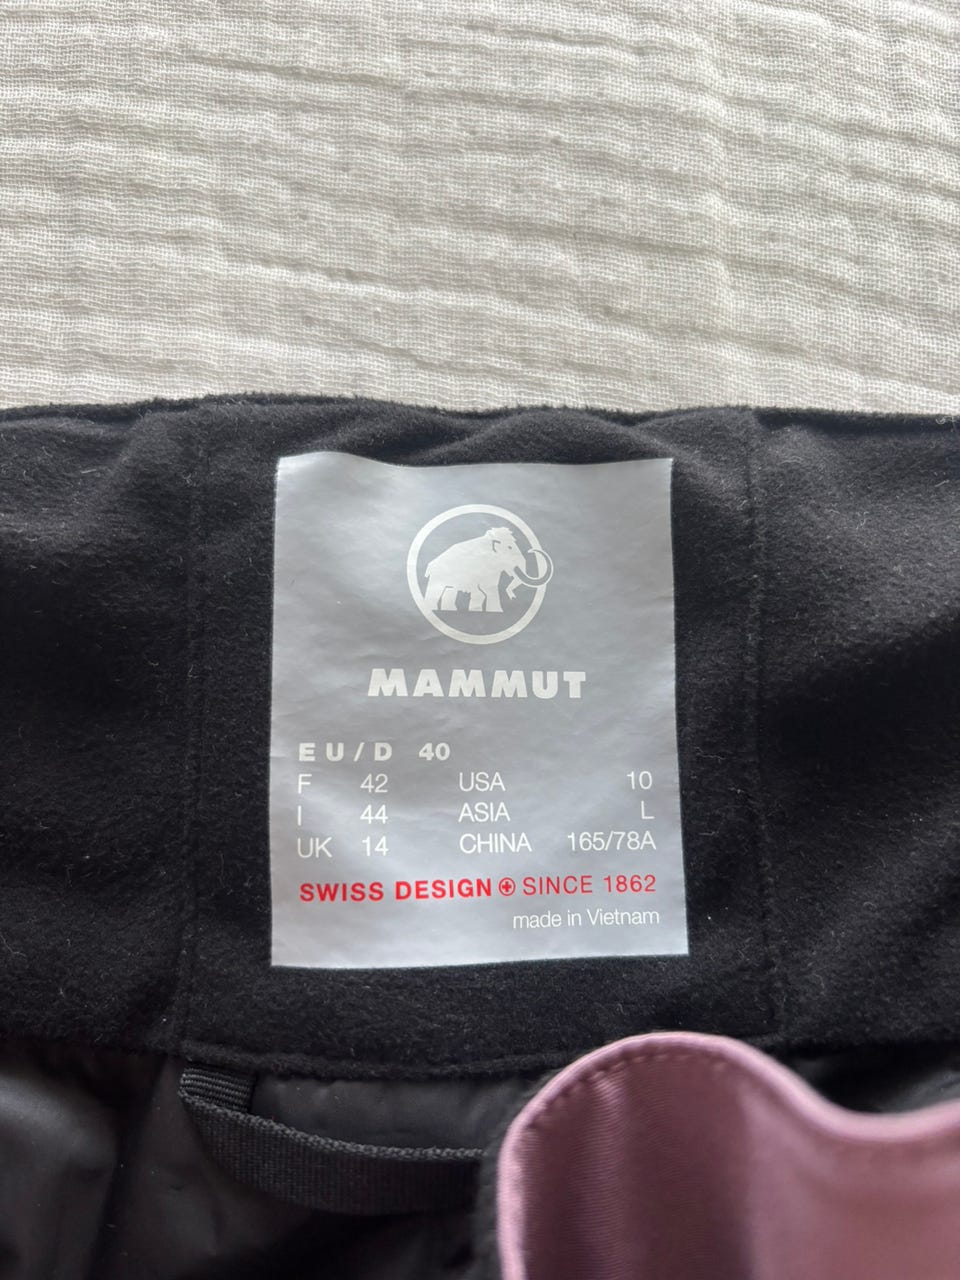 MAMMUT
EU/D 40
F 42 USA 10
I 44 ASIA L
UK 14 CHINA 165/78A
SWISS DESIGN SINCE 1862
made in Vietnam